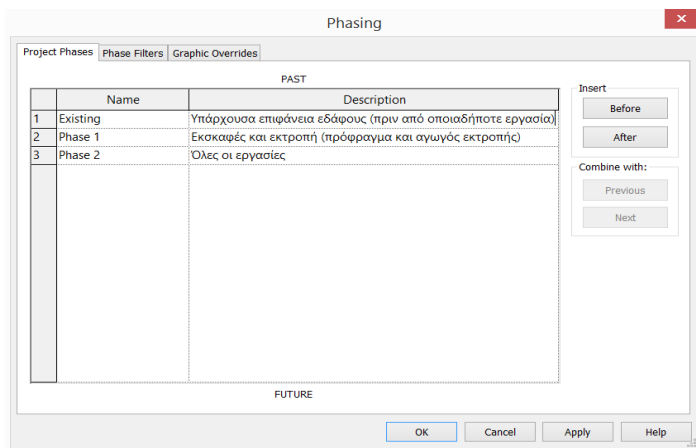 Phasing
Project Phases Phase Filters Graphic Overrides
PAST
Name Description
1 Existing Υπάρχουσα επιφάνεια εδάφους (πριν από οποιαδήποτε εργασία)
2 Phase 1 Εκσκαφές και εκτροπή (πρόφραγμα και αγωγός εκτροπής)
3 Phase 2 Όλες οι εργασίες
FUTURE
Insert
Before
After
Combine with:
Previous
Next
OK Cancel Apply Help